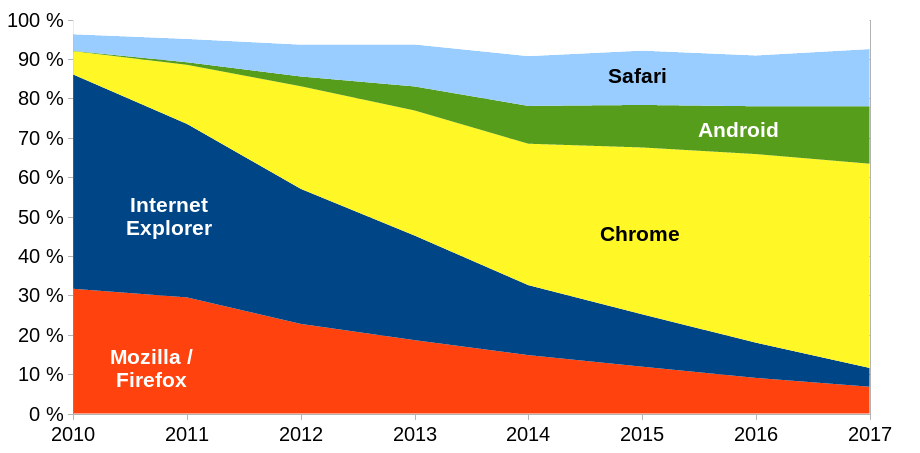 100 %
90 %
80 %
70 %
60 %
50 %
40 %
30 %
20 %
10 %
0 %
Safari
Android
Internet
Explorer
Chrome
Mozilla /
Firefox
2010 2011 2012 2013 2014 2015 2016 2017